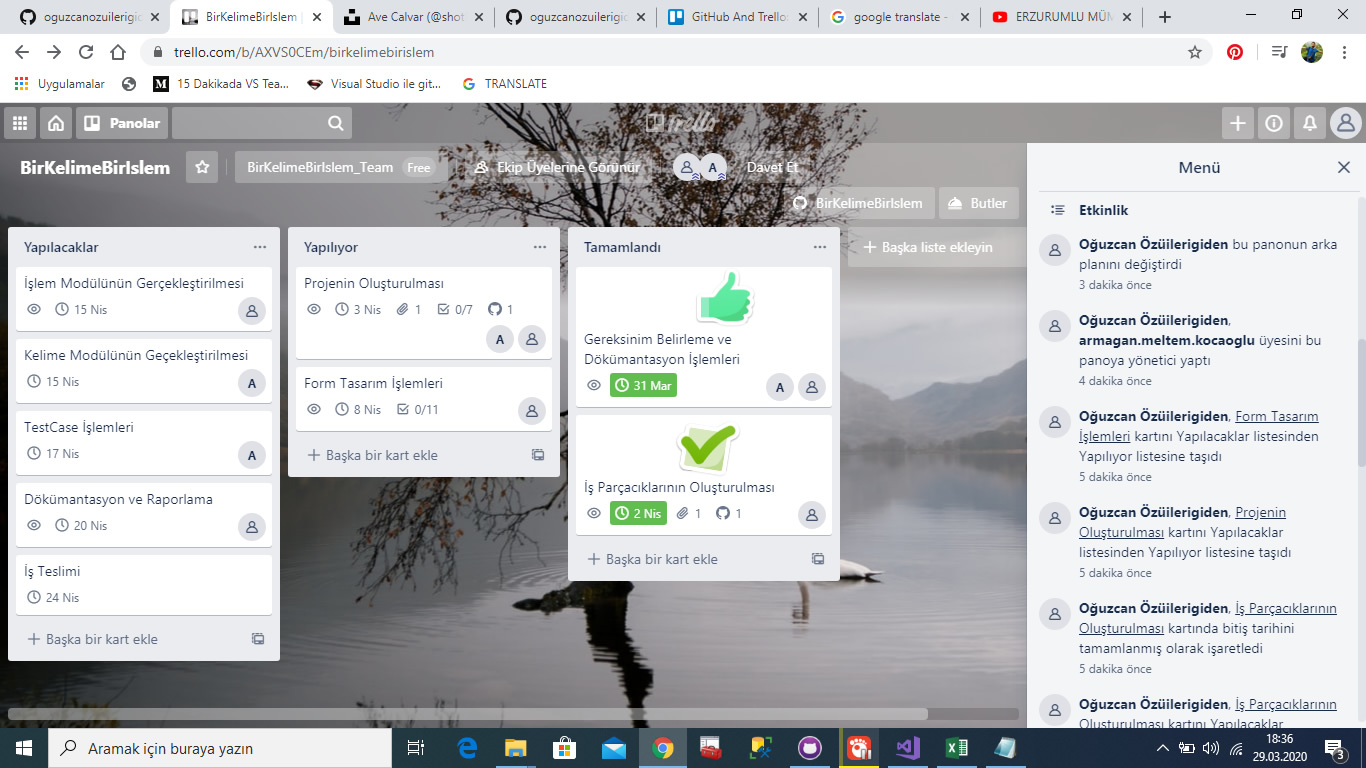 oguzcanozuilerigid
BirKelimeBirIslem
Ave Calvar (@shot
oguzcanozuilerigid
GitHub And Trello
google translate -
ERZURUMLU MÜM
trello.com/b/AXVS0CEm/birkelimebirislem
Uygulamalar
15 Dakikada VS Tea...
Visual Studio ile git...
TRANSLATE
Panolar
Trello
BirKelimeBirIslem
BirKelimeBirIslem_Team Free
Ekip Üyelerine Görünür
A
Davet Et
BirKelimeBirIslem
Butler
Yapılacaklar
İşlem Modülünün Gerçekleştirilmesi
15 Nis
Kelime Modülünün Geçekleştirilmesi
15 Nis
A
TestCase İşlemleri
17 Nis
A
Dökümantasyon ve Raporlama
20 Nis
İş Teslimi
24 Nis
Başka bir kart ekle
Yapılıyor
Projenin Oluşturulması
3 Nis 1 0/7 1
A
Form Tasarım İşlemleri
8 Nis 0/11
Başka bir kart ekle
Tamamlandı
Gereksinim Belirleme ve
Dökümantasyon İşlemleri
31 Mar
A
İş Parçacıklarının Oluşturulması
2 Nis 1 1
Başka bir kart ekle
Başka liste ekleyin
Menü
Etkinlik
Oğuzcan Özüilerigiden bu panonun arka
planını değiştirdi
3 dakika önce
Oğuzcan Özüilerigiden,
armagan.meltem.kocaoglu üyesini bu
panoya yönetici yaptı
4 dakika önce
Oğuzcan Özüilerigiden, Form Tasarım
İşlemleri kartını Yapılacaklar listesinden
Yapılıyor listesine taşıdı
5 dakika önce
Oğuzcan Özüilerigiden, Projenin
Oluşturulması kartını Yapılacaklar
listesinden Yapılıyor listesine taşıdı
5 dakika önce
Oğuzcan Özüilerigiden, İş Parçacıklarının
Oluşturulması kartında bitiş tarihini
tamamlanmış olarak işaretledi
5 dakika önce
Oğuzcan Özüilerigiden, İş Parçacıklarının
Oluşturulması kartını Yapılacaklar
Aramak için buraya yazın
18:36
29.03.2020
3